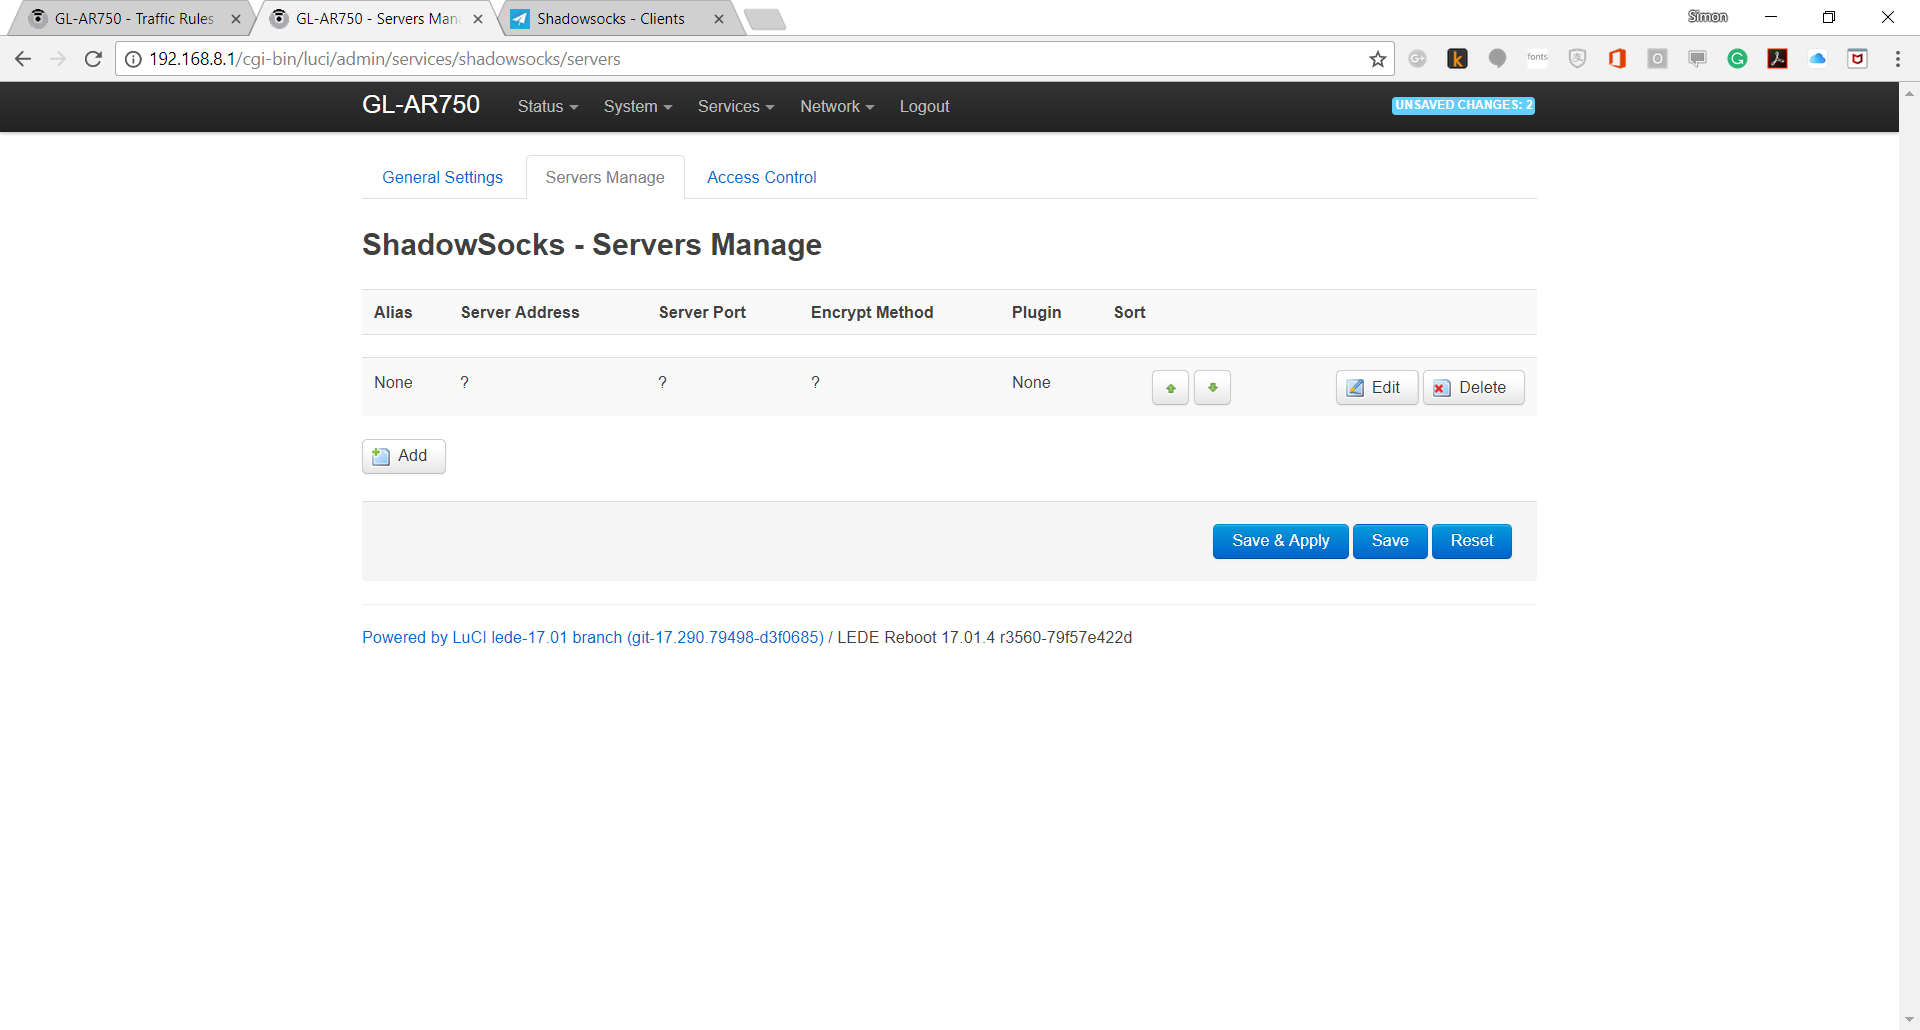 GL-AR750 - Traffic Rules
GL-AR750 - Servers Man
Shadowsocks - Clients
Simon
192.168.8.1/cgi-bin/luci/admin/services/shadowsocks/servers
G+
k
fonts
O
GL-AR750 Status System Services Network Logout UNSAVED CHANGES: 2
General Settings Servers Manage Access Control
ShadowSocks - Servers Manage
Alias Server Address Server Port Encrypt Method Plugin Sort
None ? ? ? None Edit Delete
Add
Save & Apply Save Reset
Powered by LuCI lede-17.01 branch (git-17.290.79498-d3f0685) / LEDE Reboot 17.01.4 r3560-79f57e422d